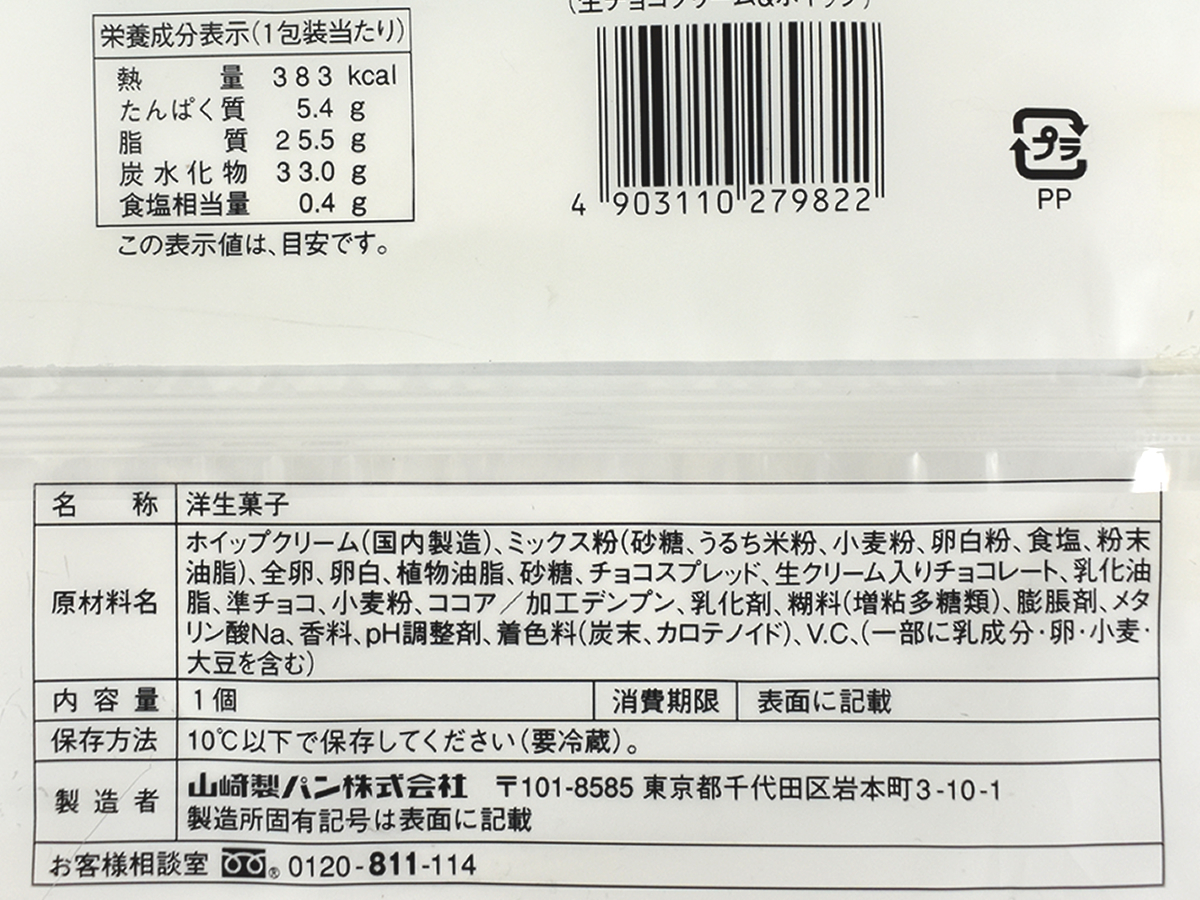 栄養成分表示(1包装当たり)
熱量 383 kcal
たんぱく質 5.4 g
脂質 25.5 g
炭水化物 33.0 g
食塩相当量 0.4 g
この表示値は、目安です。
(生チョコクリーム&ホイップ)
4 903110 279822
プラ
PP
名称 洋生菓子
原材料名
ホイップクリーム(国内製造)、ミックス粉(砂糖、うるち米粉、小麦粉、卵白粉、食塩、粉末
油脂)、全卵、卵白、植物油脂、砂糖、チョコスプレッド、生クリーム入りチョコレート、乳化油
脂、準チョコ、小麦粉、ココア/加工デンプン、乳化剤、糊料(増粘多糖類)、膨脹剤、メタ
リン酸Na、香料、pH調整剤、着色料(炭末、カロテノイド)、V.C、(一部に乳成分・卵・小麦・
大豆を含む)
内容量 1個 消費期限 表面に記載
保存方法 10℃以下で保存してください(要冷蔵)。
製造者
山崎製パン株式会社 〒101-8585 東京都千代田区岩本町3-10-1
製造所固有記号は表面に記載
お客様相談室 0120-811-114